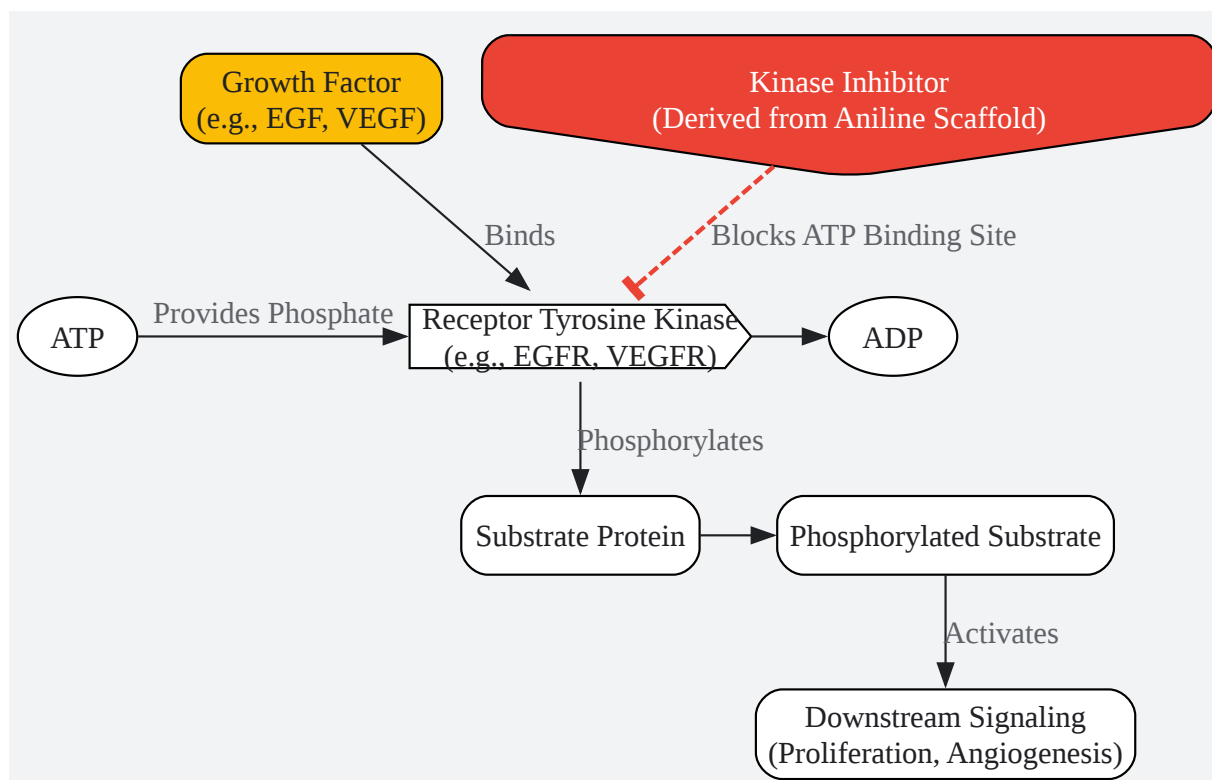 Growth Factor
(e.g., EGF, VEGF)
Kinase Inhibitor
(Derived from Aniline Scaffold)
Binds
Blocks ATP Binding Site
ATP
Provides Phosphate
Receptor Tyrosine Kinase
(e.g., EGFR, VEGFR)
ADP
Phosphorylates
Substrate Protein
Phosphorylated Substrate
Activates
Downstream Signaling
(Proliferation, Angiogenesis)